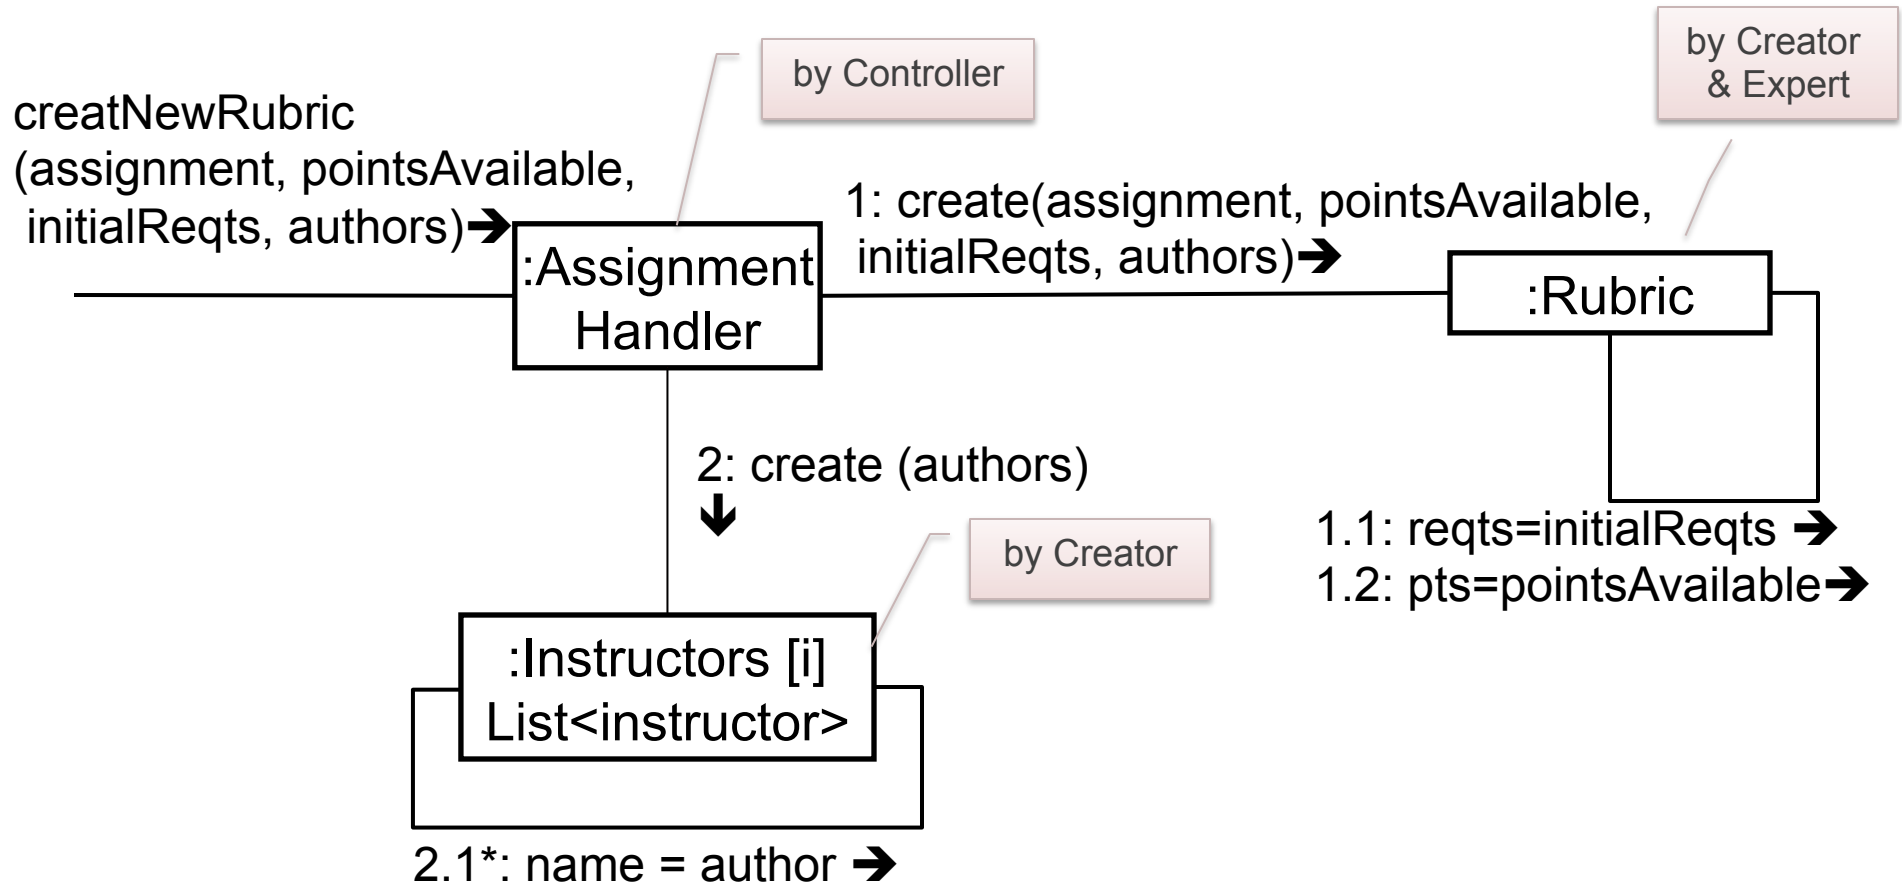 by Controller
by Creator
& Expert
creatNewRubric
(assignment, pointsAvailable,
initialReqts, authors)➔
1: create(assignment, pointsAvailable,
initialReqts, authors)➔
:Assignment
Handler
:Rubric
2: create (authors)
🡫
by Creator
1.1: reqts=initialReqts ➔
1.2: pts=pointsAvailable➔
:Instructors [i]
List<instructor>
2.1*: name = author ➔